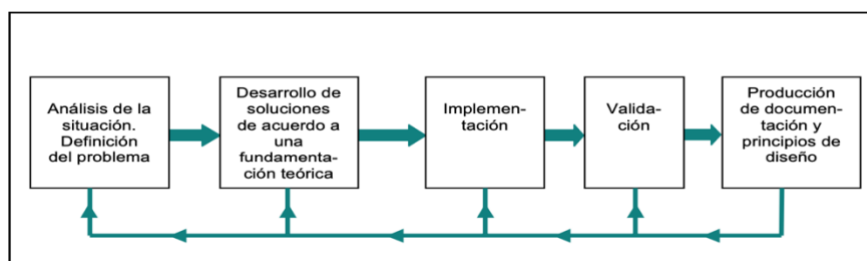 Análisis de la
situación.
Definición
del problema
Desarrollo de
soluciones
de acuerdo a
una
fundamenta-
ción teórica
Implemen-
tación
Valida-
ción
Producción
de documen-
tación y
principios de
diseño